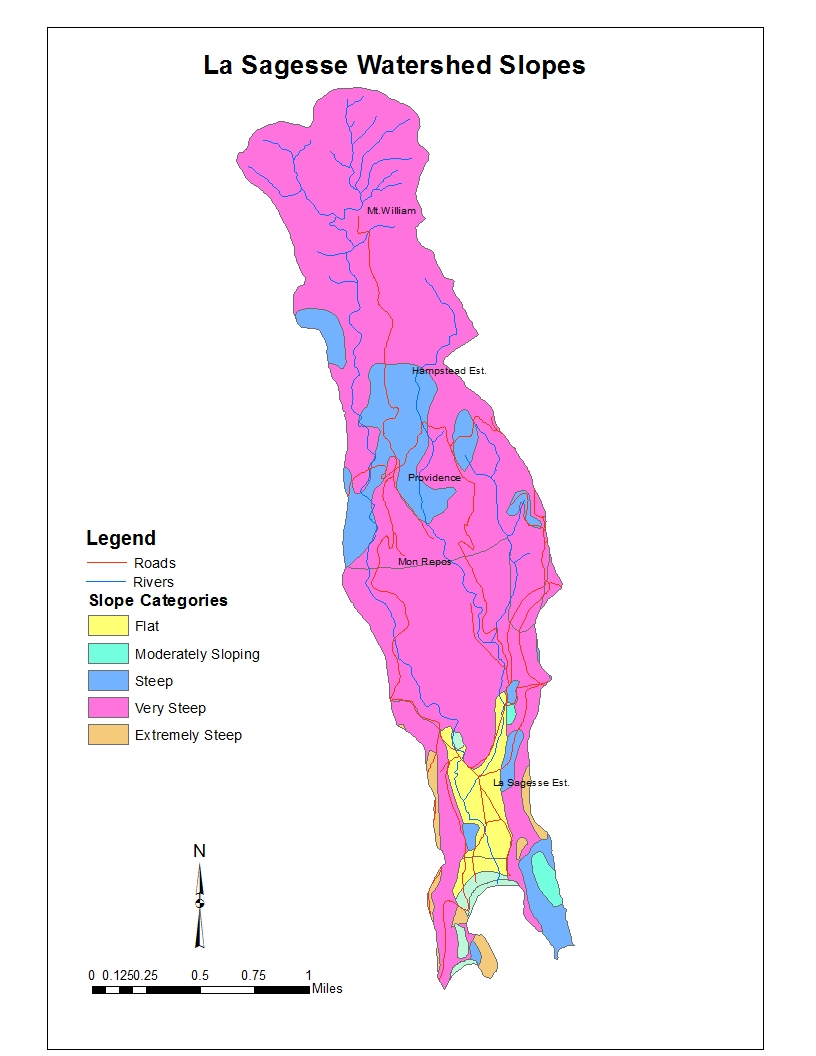 La Sagesse Watershed Slopes
Mt.William
Hampstead Est.
Providence
Mon Repos
La Sagesse Est.
Legend
Roads
Rivers
Slope Categories
Flat
Moderately Sloping
Steep
Very Steep
Extremely Steep
N
0 0.1250.25 0.5 0.75 1
Miles